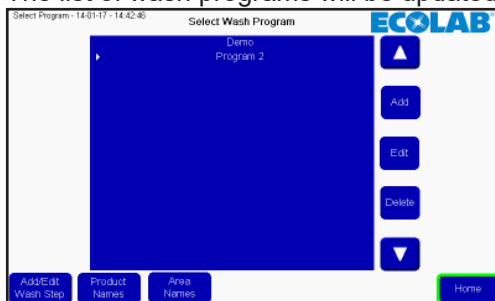 The list of wash programs will be updated
Select Program - 14-01-17 - 14:42:46
Select Wash Program
ECOLAB®
Demo
Program 2
Add
Edit
Delete
Add/Edit
Wash Step
Product
Names
Area
Names
Home